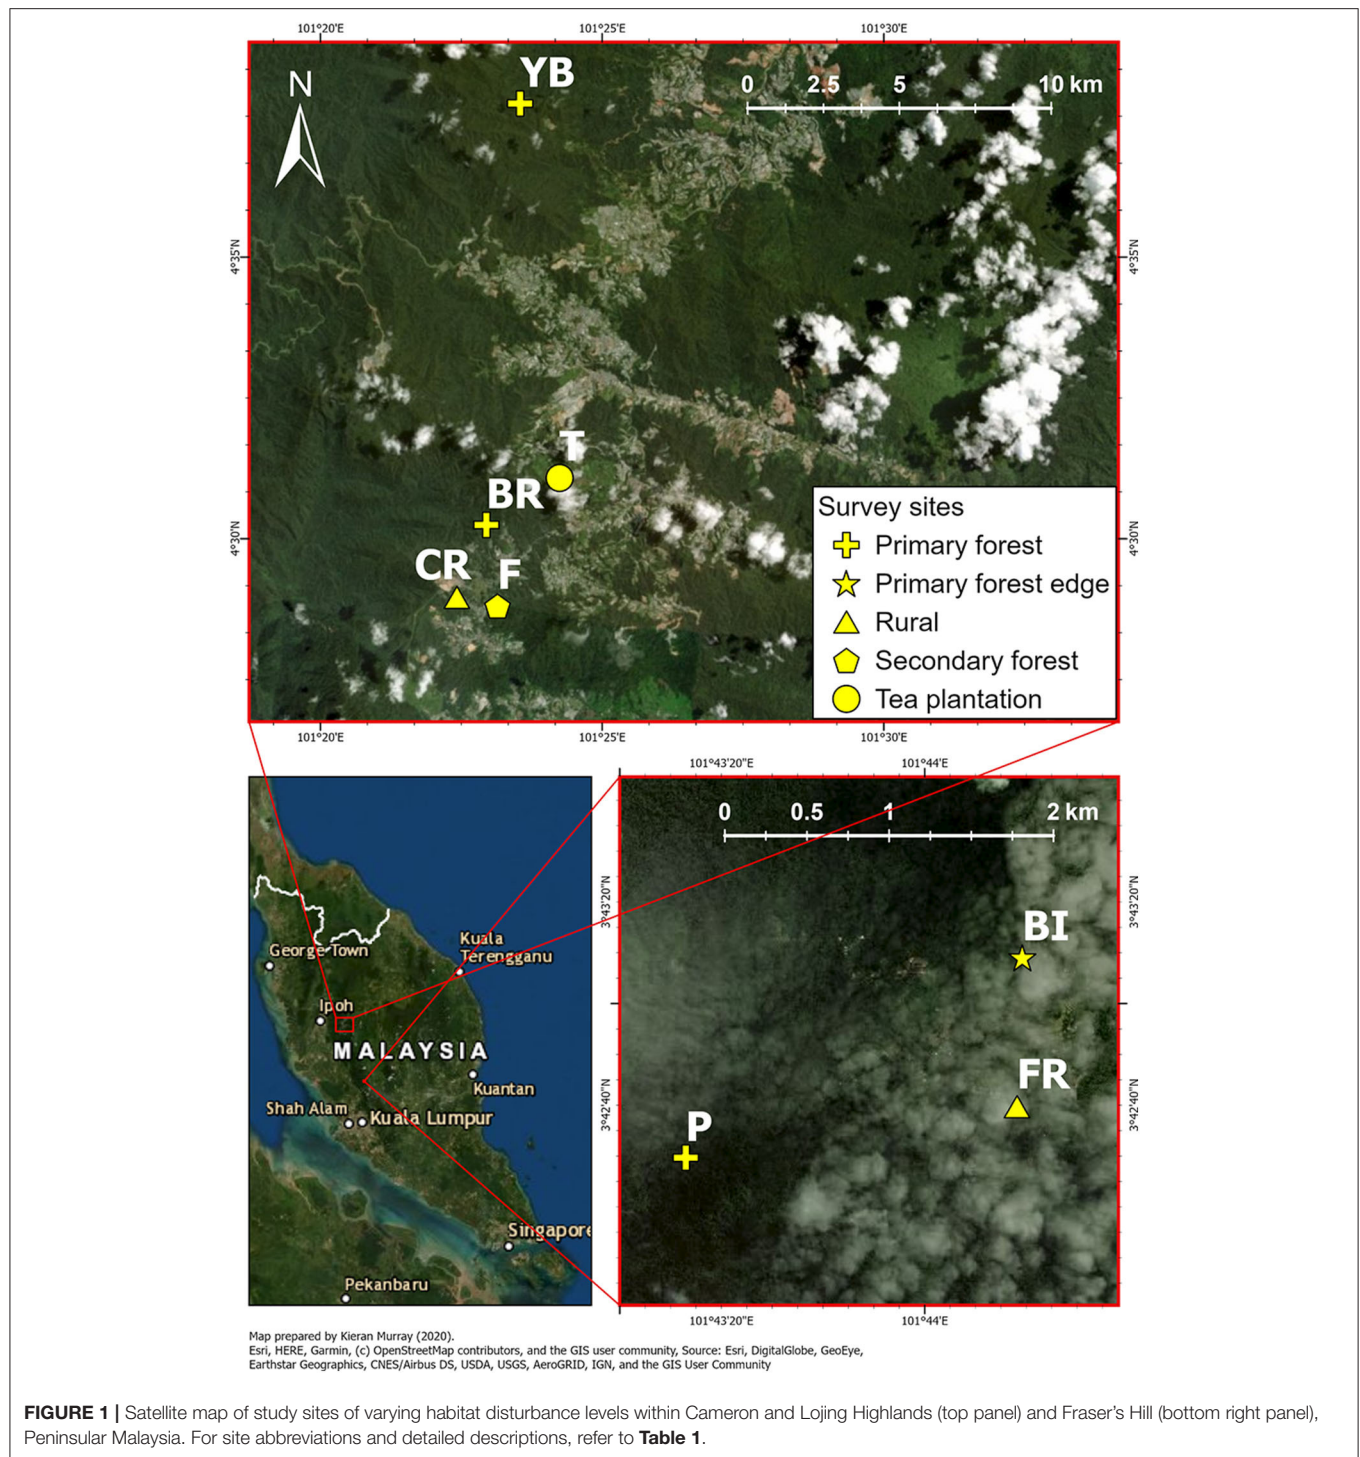 101°20'E 101°25'E 101°30'E
YB
N
0 2.5 5 10 km
4°35'N 4°35'N
T
BR
CR F
4°30'N 4°30'N
Survey sites
Primary forest
Primary forest edge
Rural
Secondary forest
Tea plantation
101°20'E 101°25'E 101°30'E
George Town
Kuala
Terengganu
Ipoh
MALAYSIA
Kuantan
Shah Alam
Kuala Lumpur
Singapore
Pekanbaru
101°43'20"E 101°44'E
0 0.5 1 2 km
3°43'20"N 3°43'20"N
BI
FR
3°42'40"N 3°42'40"N
P
101°43'20"E 101°44'E
Map prepared by Kieran Murray (2020).
Esri, HERE, Garmin, (c) OpenStreetMap contributors, and the GIS user community, Source: Esri, DigitalGlobe, GeoEye,
Earthstar Geographics, CNES/Airbus DS, USDA, USGS, AeroGRID, IGN, and the GIS User Community
FIGURE 1 | Satellite map of study sites of varying habitat disturbance levels within Cameron and Lojing Highlands (top panel) and Fraser's Hill (bottom right panel),
Peninsular Malaysia. For site abbreviations and detailed descriptions, refer to Table 1.